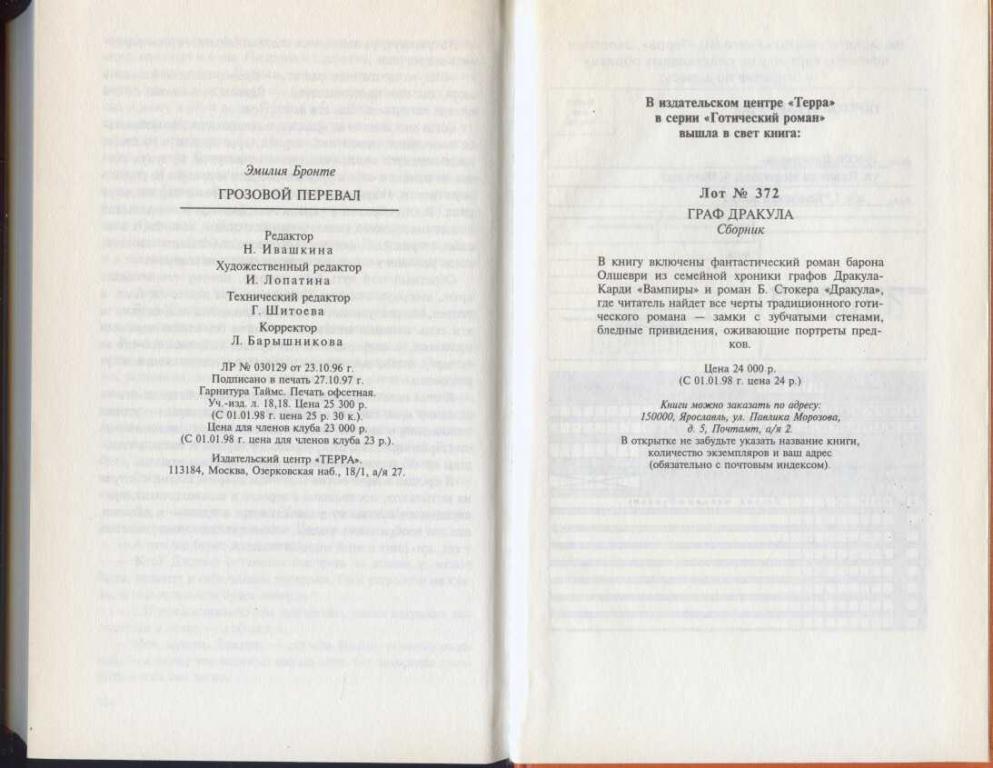 Эмилия Бронте
ГРОЗОВОЙ ПЕРЕВАЛ
Редактор
Н. Ивашкина
Художественный редактор
И. Лопатина
Технический редактор
Г. Шитоева
Корректор
Л. Барышникова
ЛР № 030129 от 23.10.96 г.
Подписано в печать 27.10.97 г.
Гарнитура Таймс. Печать офсетная.
Уч.-изд. л. 18,18. Цена 25 300 р.
(С 01.01.98 г. цена 25 р. 30 к.).
Цена для членов клуба 23 000 р.
(С 01.01.98 г. цена для членов клуба 23 р.).
Издательский центр «ТЕРРА».
113184, Москва, Озерковская наб., 18/1, а/я 27.
В издательском центре «Терра»
в серии «Готический роман»
вышла в свет книга:
Лот № 372
ГРАФ ДРАКУЛА
Сборник
В книгу включены фантастический роман барона
Олшеври из семейной хроники графов Дракула-
Карди «Вампиры» и роман Б. Стокера «Дракула»,
где читатель найдет все черты традиционного готи-
ческого романа — замки с зубчатыми стенами,
бледные привидения, оживающие портреты пред-
ков.
Цена 24 000 р.
(С 01.01.98 г. цена 24 р.)
Книги можно заказать по адресу:
150000, Ярославль, ул. Павлика Морозова,
д. 5, Почтамт, а/я 2.
В открытке не забудьте указать название книги,
количество экземпляров и ваш адрес
(обязательно с почтовым индексом).